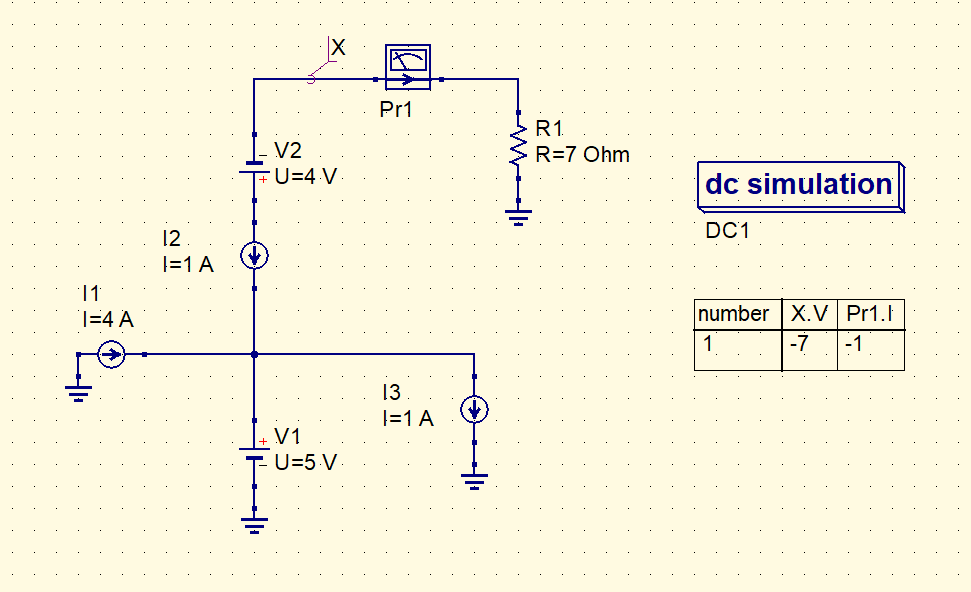 X
Pr1
R1
R=7 Ohm
V2
U=4 V
dc simulation
DC1
I2
I=1 A
I1
I=4 A
number X.V Pr1.I
1 -7 -1
I3
I=1 A
V1
U=5 V